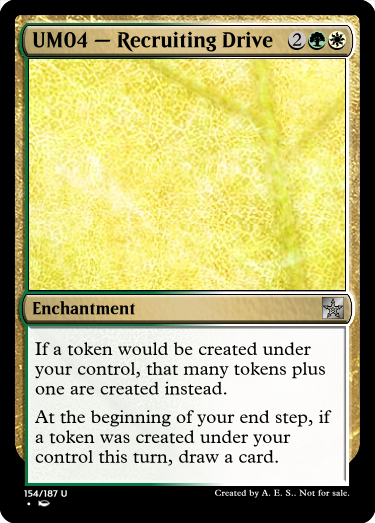 UM04 — Recruiting Drive 2
Enchantment
If a token would be created under
your control, that many tokens plus
one are created instead.
At the beginning of your end step, if
a token was created under your
control this turn, draw a card.
154/187 U
Created by A. E. S.. Not for sale.